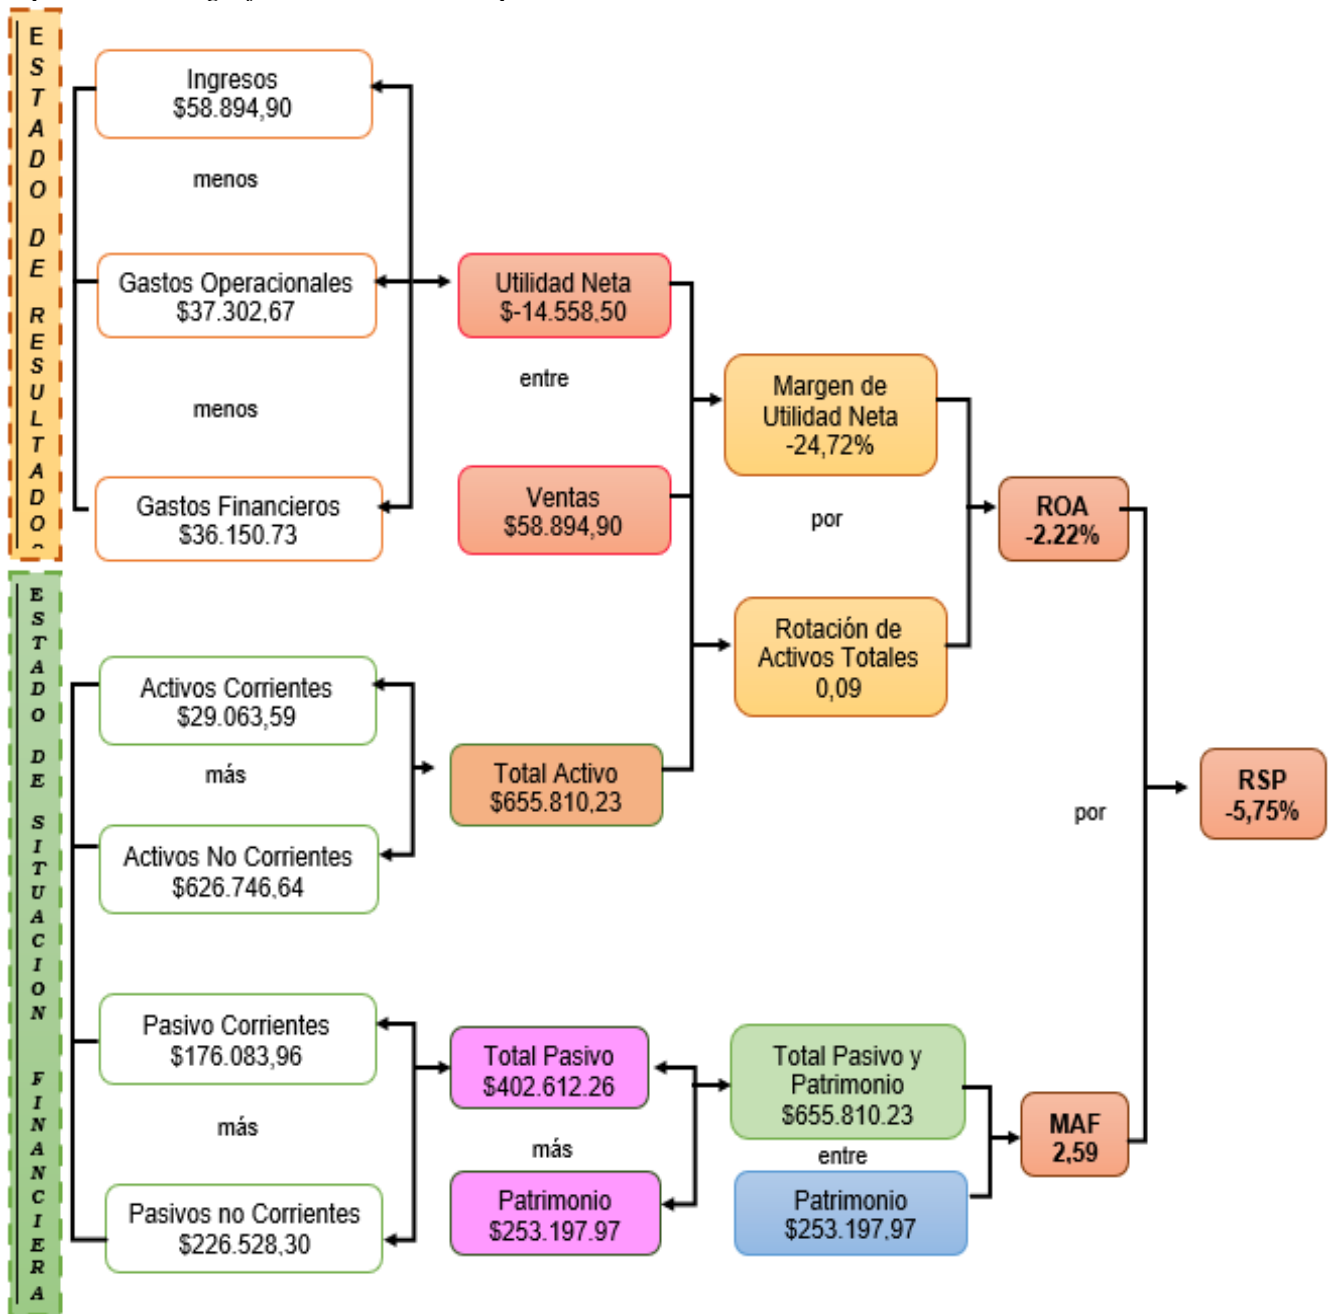 ESTADO DE RESULTADO
Ingresos
$58.894,90
menos
Gastos Operacionales
$37.302,67
menos
Gastos Financieros
$36.150.73
Utilidad Neta
$-14.558,50
entre
Ventas
$58.894,90
Margen de
Utilidad Neta
-24,72%
por
Rotación de
Activos Totales
0,09
ROA
-2.22%
ESTADO DE SITUACION FINANCIERA
Activos Corrientes
$29.063,59
más
Activos No Corrientes
$626.746,64
Total Activo
$655.810,23
por
RSP
-5,75%
Pasivo Corrientes
$176.083,96
más
Pasivos no Corrientes
$226.528,30
Total Pasivo
$402.612.26
más
Patrimonio
$253.197.97
Total Pasivo y
Patrimonio
$655.810.23
entre
Patrimonio
$253.197,97
MAF
2,59